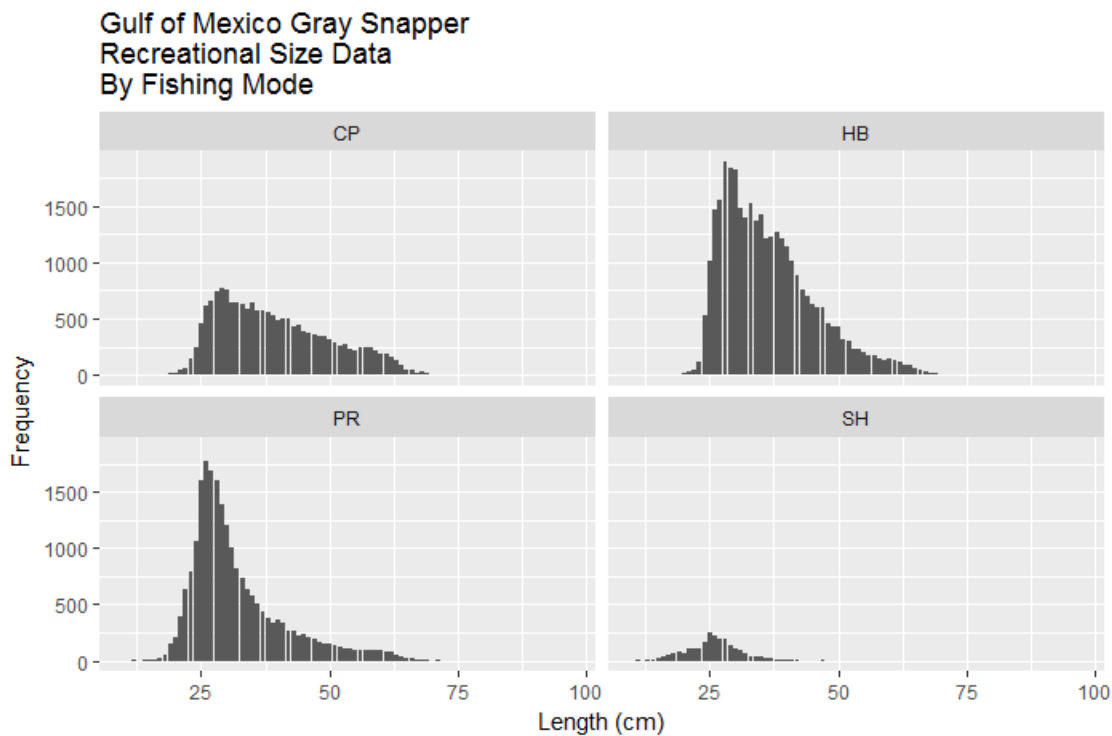 Gulf of Mexico Gray Snapper
Recreational Size Data
By Fishing Mode
CP
HB
1500
1000
500
0
PR
SH
1500
1000
500
0
Frequency
25
50
75
100
25
50
75
100
Length (cm)